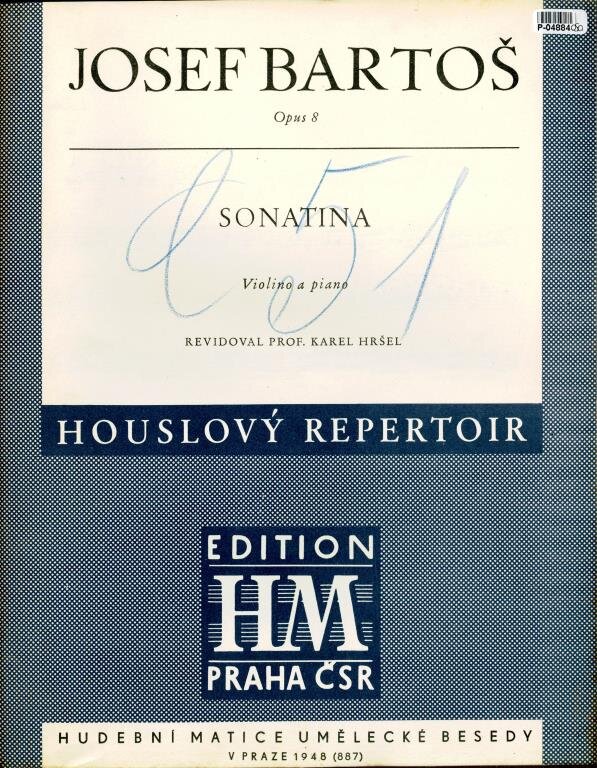 P-04884
JOSEF BARTOŠ
Opus 8
SONATINA
Violino a piano
REVIDOVAL PROF. KAREL HRŠEL
HOUSLOVÝ REPERTOIR
EDITION
HM
PRAHA ČSR
HUDEBNÍ MATICE UMĚLECKÉ BESEDY
V PRAZE 1948 (887)